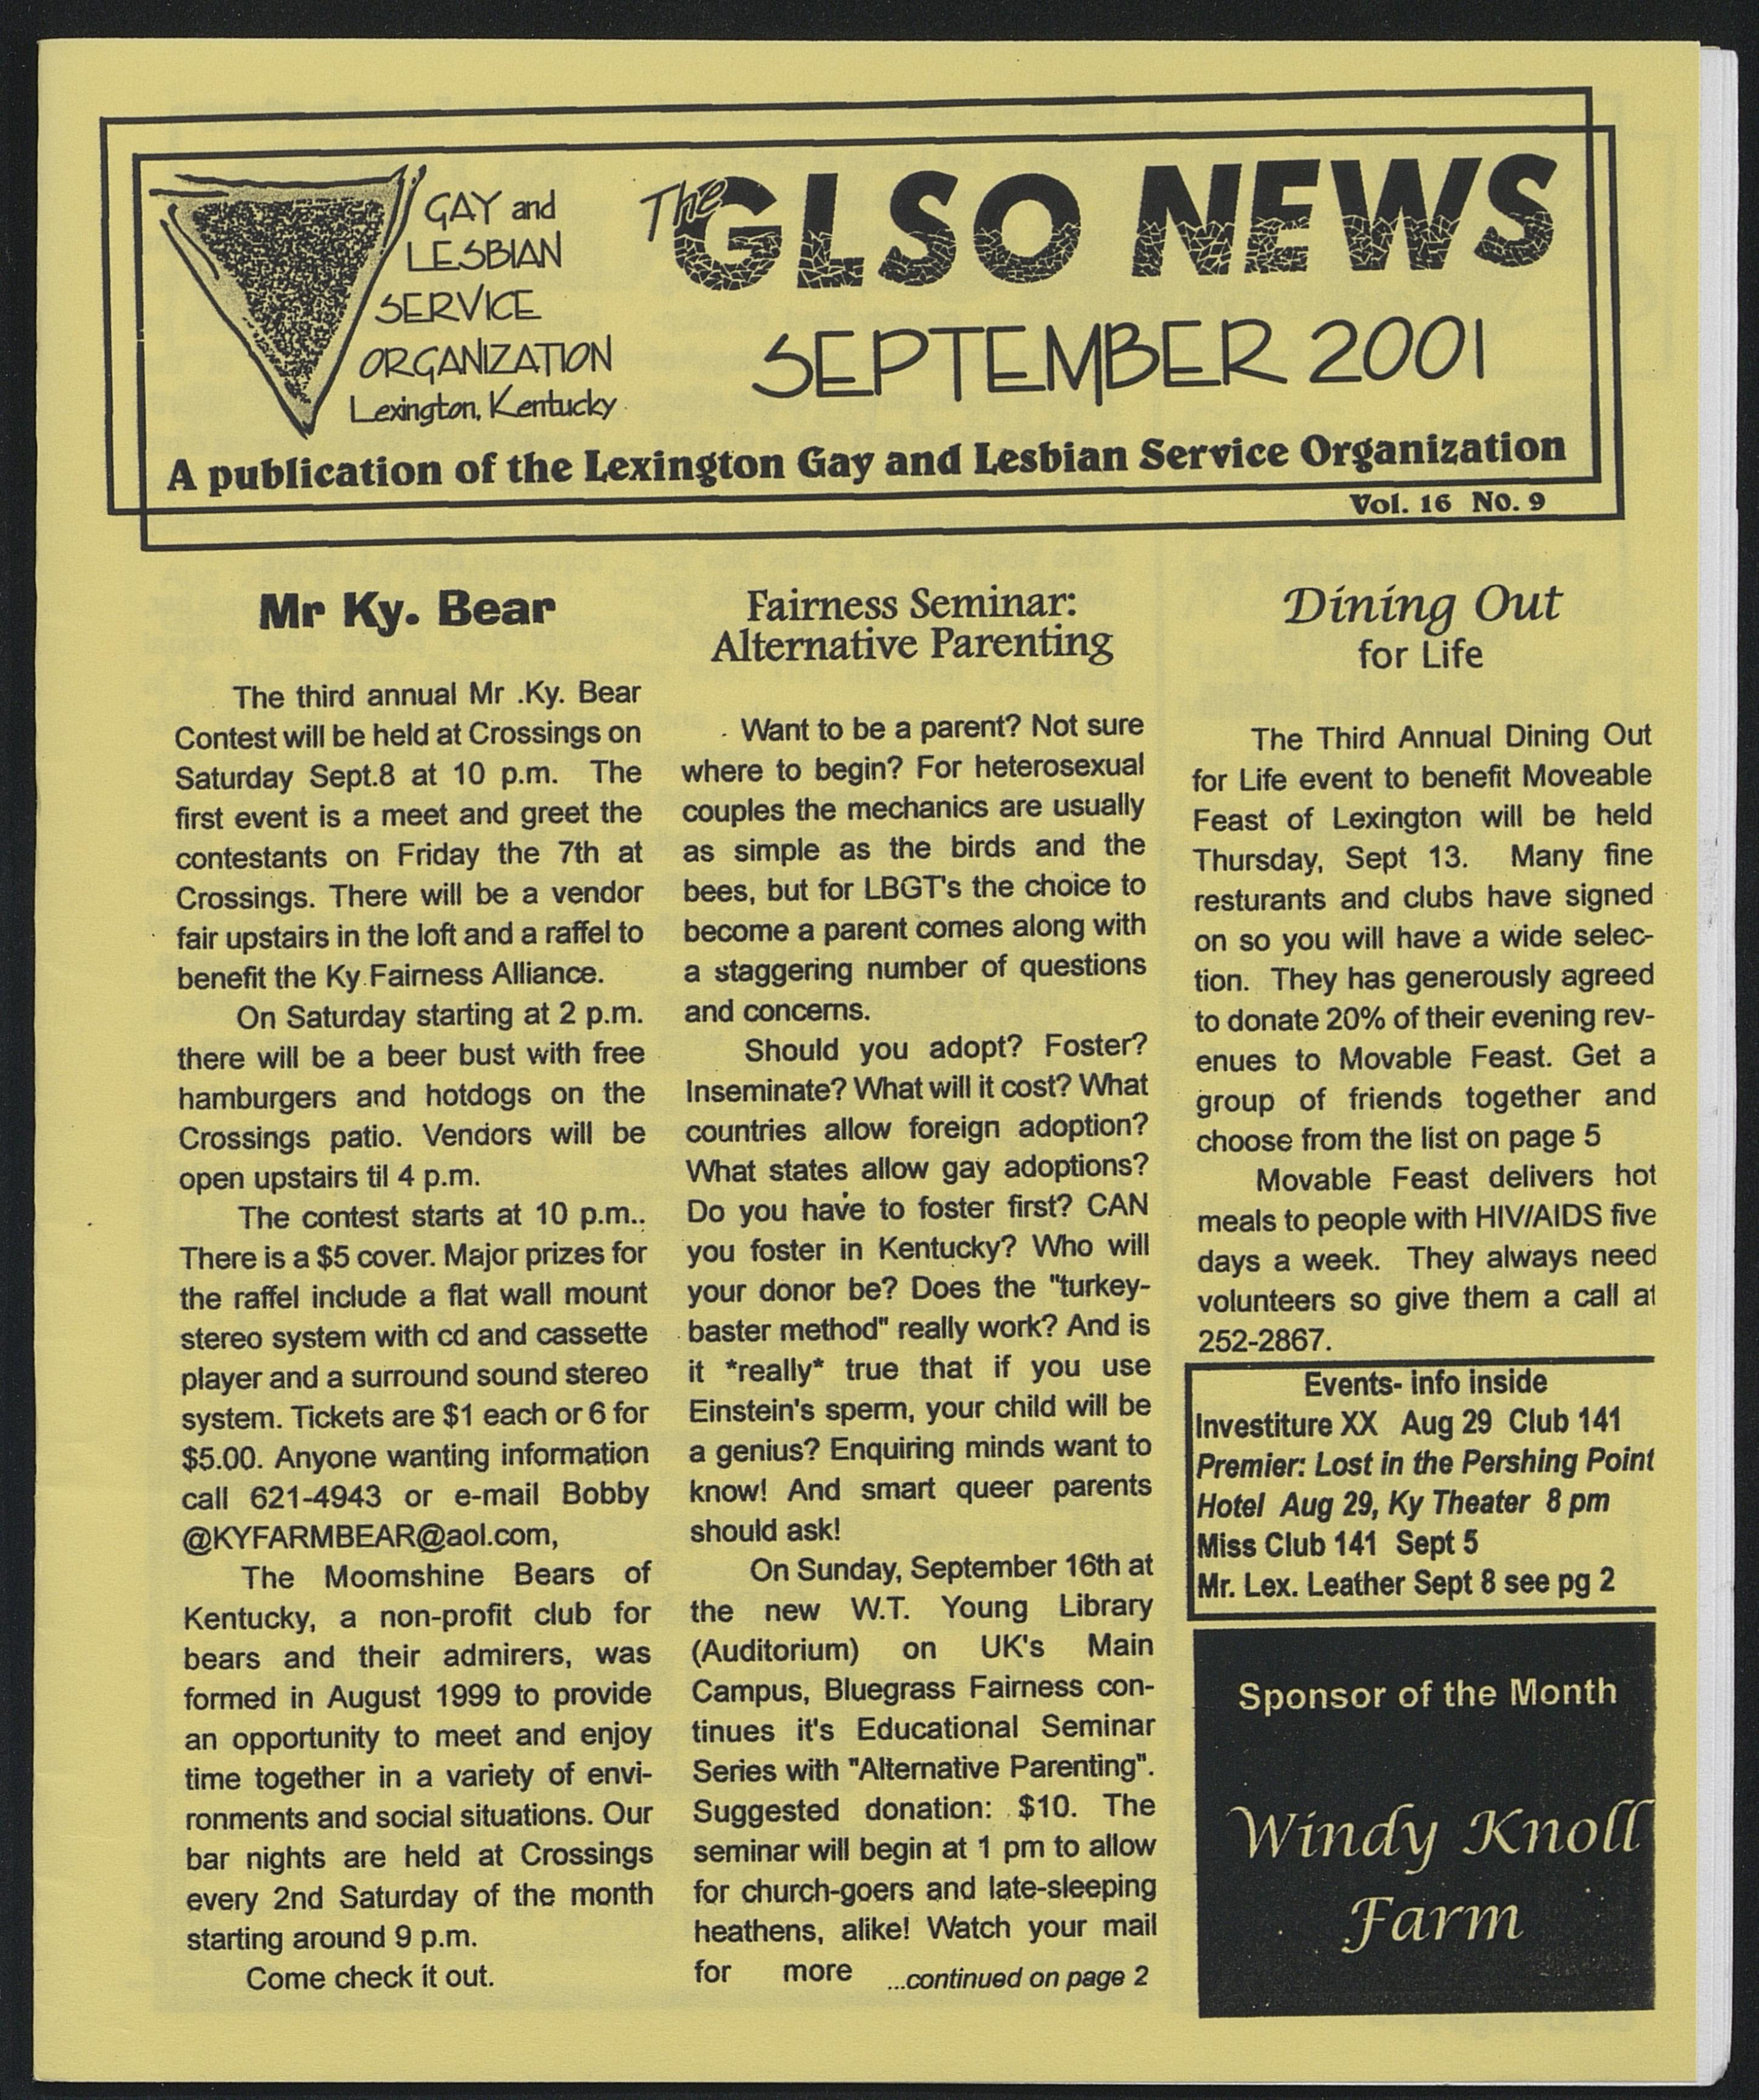 GAY and
LESBIAN
SERVICE
ORGANIZATION
Lexington, Kentucky
The GLSO NEWS
SEPTEMBER 2001
A publication of the Lexington Gay and Lesbian Service Organization
Vol. 16 No. 9
Mr Ky. Bear
The third annual Mr .Ky. Bear
Contest will be held at Crossings on
Saturday Sept.8 at 10 p.m. The
first event is a meet and greet the
contestants on Friday the 7th at
Crossings. There will be a vendor
fair upstairs in the loft and a raffel to
benefit the Ky Fairness Alliance.
On Saturday starting at 2 p.m.
there will be a beer bust with free
hamburgers and hotdogs on the
Crossings patio. Vendors will be
open upstairs til 4 p.m.
The contest starts at 10 p.m..
There is a $5 cover. Major prizes for
the raffel include a flat wall mount
stereo system with cd and cassette
player and a surround sound stereo
system. Tickets are $1 each or 6 for
$5.00. Anyone wanting information
call 621-4943 or e-mail Bobby
@KYFARMBEAR@aol.com,
The Moomshine Bears of
Kentucky, a non-profit club for
bears and their admirers, was
formed in August 1999 to provide
an opportunity to meet and enjoy
time together in a variety of envi-
ronments and social situations. Our
bar nights are held at Crossings
every 2nd Saturday of the month
starting around 9 p.m.
Come check it out.
Fairness Seminar:
Alternative Parenting
Want to be a parent? Not sure
where to begin? For heterosexual
couples the mechanics are usually
as simple as the birds and the
bees, but for LBGT's the choice to
become a parent comes along with
a staggering number of questions
and concerns.
Should you adopt? Foster?
Inseminate? What will it cost? What
countries allow foreign adoption?
What states allow gay adoptions?
Do you have to foster first? CAN
you foster in Kentucky? Who will
your donor be? Does the "turkey-
baster method" really work? And is
it *really* true that if you use
Einstein's sperm, your child will be
a genius? Enquiring minds want to
know! And smart queer parents
should ask!
On Sunday, September 16th at
the new W.T. Young Library
(Auditorium) on UK's Main
Campus, Bluegrass Fairness con-
tinues it's Educational Seminar
Series with "Alternative Parenting".
Suggested donation: $10. The
seminar will begin at 1 pm to allow
for church-goers and late-sleeping
heathens, alike! Watch your mail
for more ...continued on page 2
Dining Out
for Life
The Third Annual Dining Out
for Life event to benefit Moveable
Feast of Lexington will be held
Thursday, Sept 13. Many fine
resturants and clubs have signed
on so you will have a wide selec-
tion. They has generously agreed
to donate 20% of their evening rev-
enues to Movable Feast. Get a
group of friends together and
choose from the list on page 5
Movable Feast delivers hot
meals to people with HIV/AIDS five
days a week. They always need
volunteers so give them a call at
252-2867.
Events- info inside
Investiture XX Aug 29 Club 141
Premier: Lost in the Pershing Point
Hotel Aug 29, Ky Theater 8 pm
Miss Club 141 Sept 5
Mr. Lex. Leather Sept 8 see pg 2
Sponsor of the Month
Windy Knoll
Farm